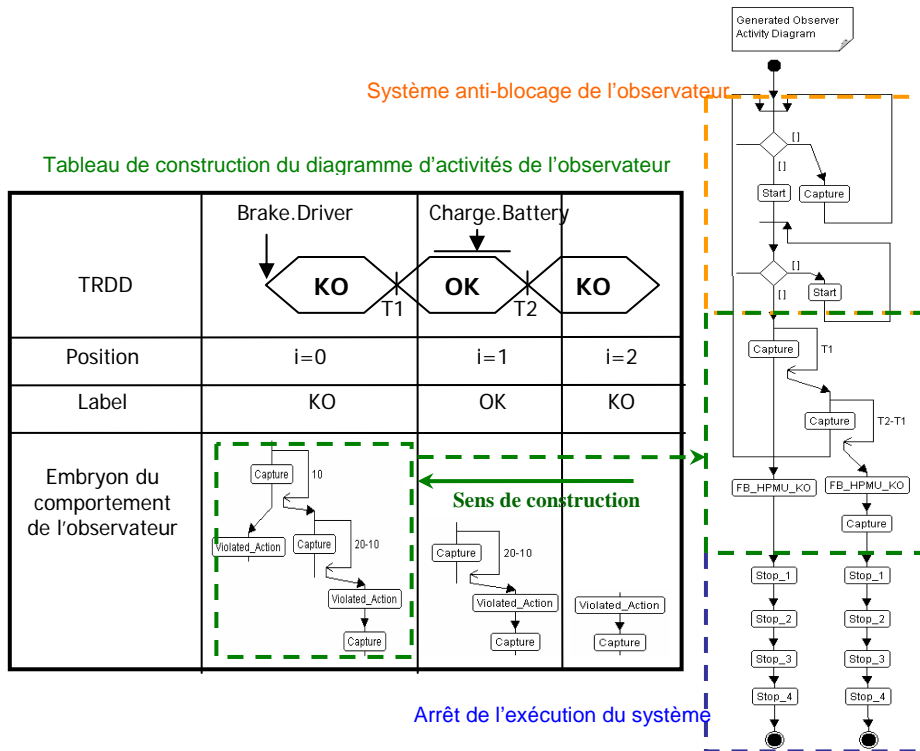 Generated Observer
Activity Diagram
Système anti-blocage de l'observateur
Tableau de construction du diagramme d'activités de l'observateur
TRDD
Brake.Driver
Charge.Battery
KO
T1
OK
T2
KO
Position
i=0
i=1
i=2
Label
KO
OK
KO
Embryon du
comportement
de l'observateur
Capture
10
Violated_Action
Capture
20-10
Violated_Action
Capture
Sens de construction
Capture
20-10
Violated_Action
Capture
Violated_Action
Capture
[]
[]
Start
Capture
[]
[]
Start
Capture
T1
Capture
T2-T1
FB_HPMU_KO
FB_HPMU_KO
Capture
Stop_1
Stop_1
Stop_2
Stop_2
Stop_3
Stop_3
Stop_4
Stop_4
Arrêt de l'exécution du système